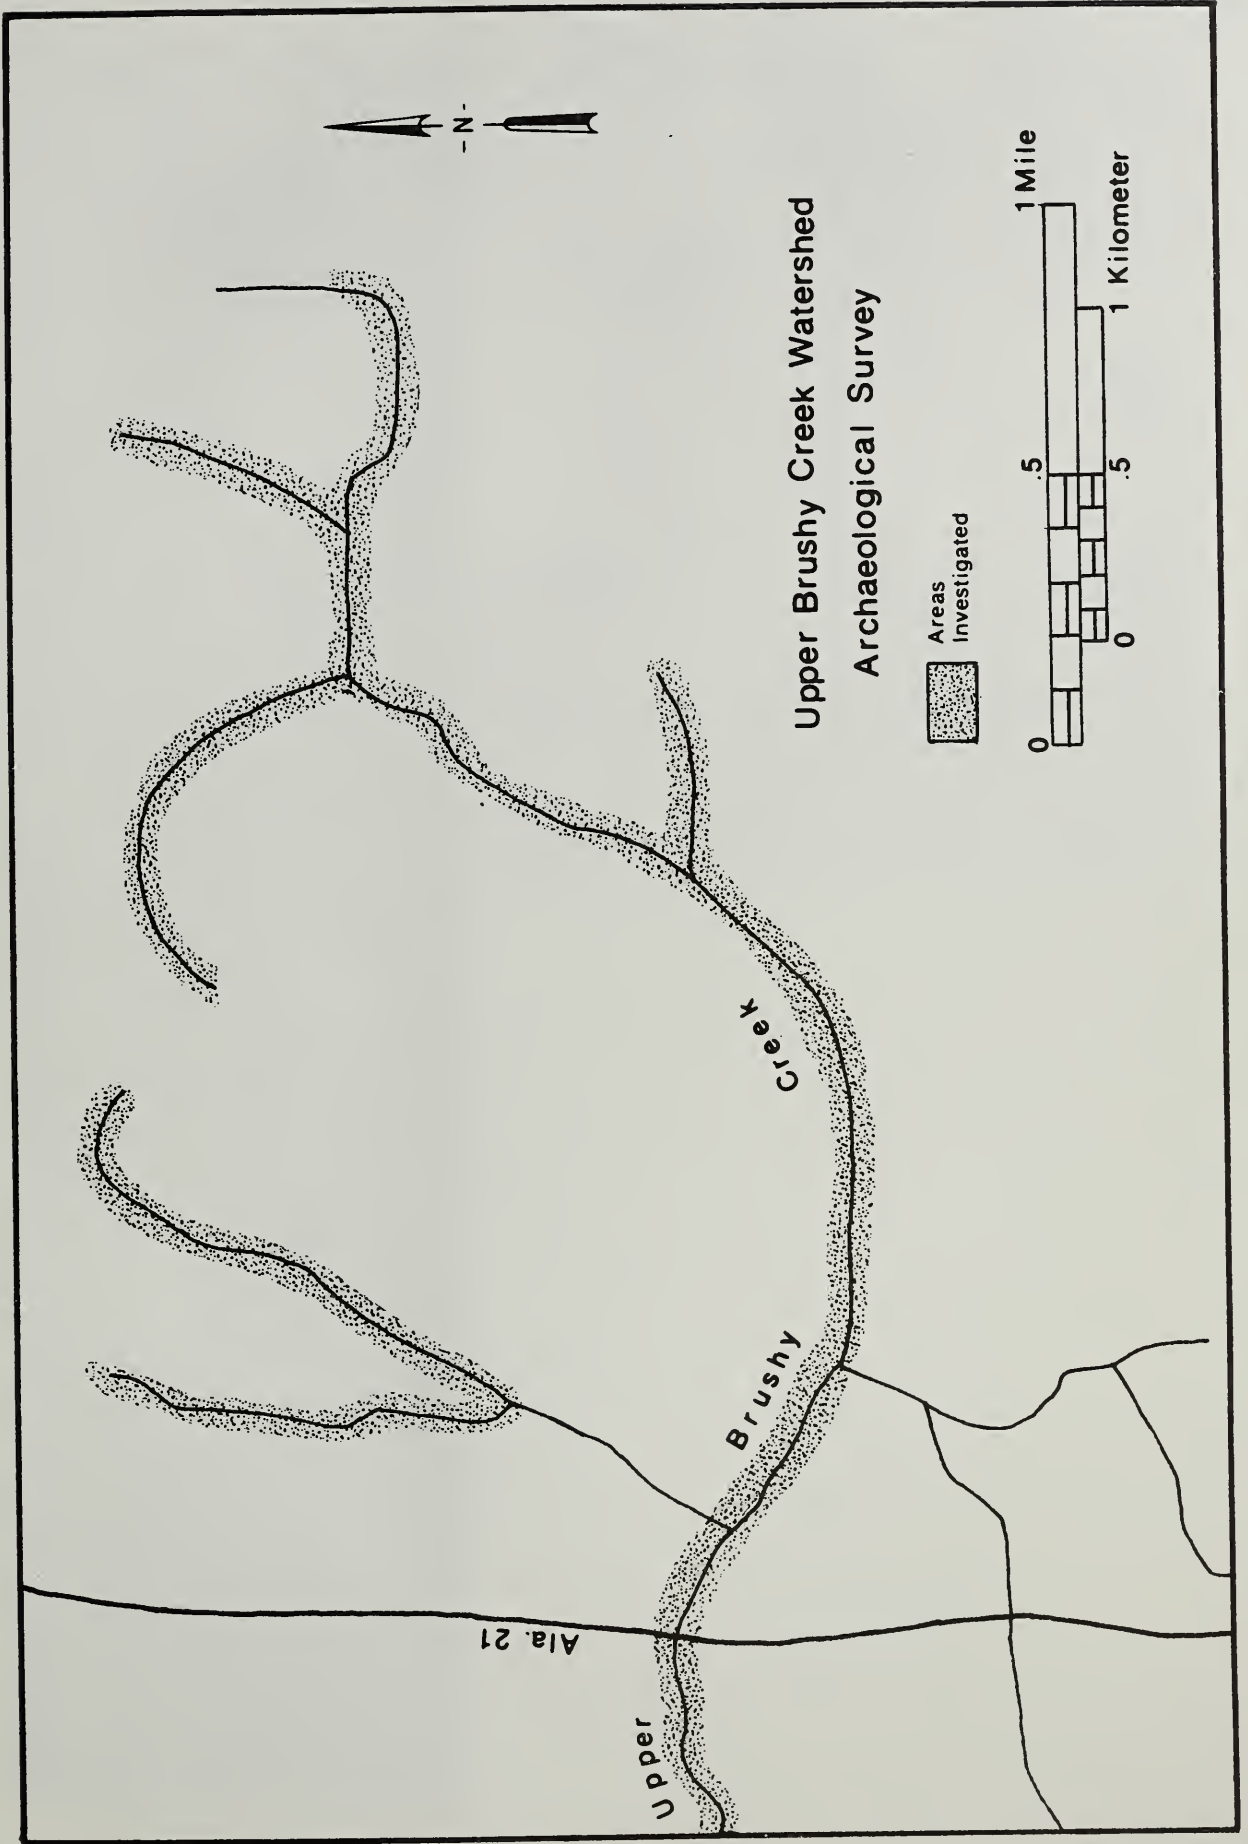 -N-
Upper Brushy Creek Watershed
Archaeological Survey
Areas
Investigated
0 .5 1 Mile
0 .5 1 Kilometer
Upper Brushy Creek
Ala. 21